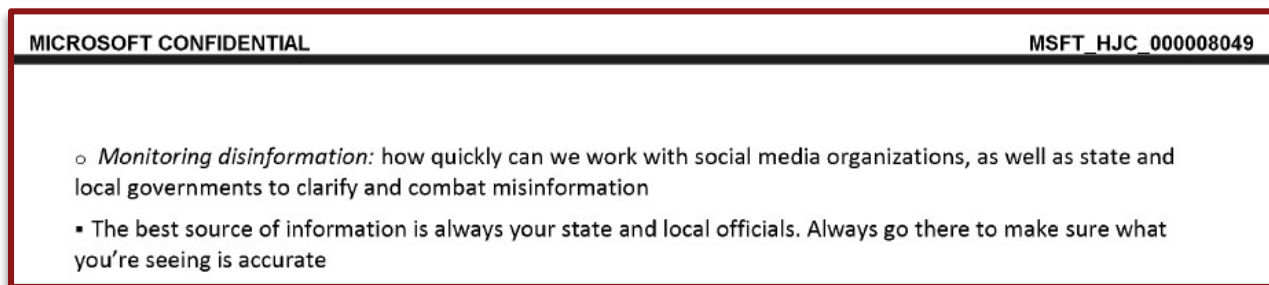 MICROSOFT CONFIDENTIAL MSFT_HJC_000008049
○ Monitoring disinformation: how quickly can we work with social media organizations, as well as state and
local governments to clarify and combat misinformation
▪ The best source of information is always your state and local officials. Always go there to make sure what
you're seeing is accurate